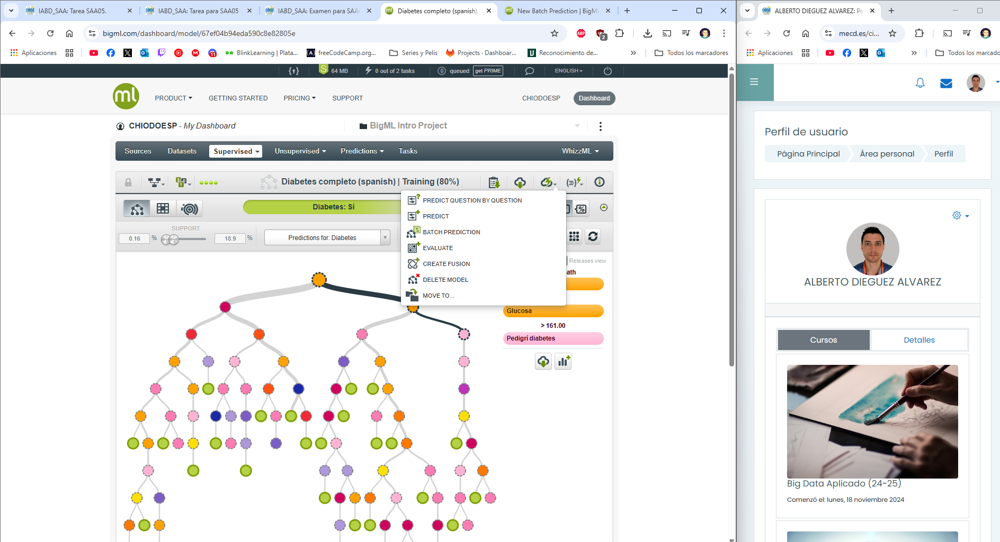 IABD_SAA: Tarea SAA05.
IABD_SAA: Tarea para SAA05
IABD_SAA: Examen para SAA
Diabetes completo (spanish)
New Batch Prediction | BigML
ALBERTO DIEGUEZ ALVAREZ: Pe
bigml.com/dashboard/model/67ef04b94eda590c8e82805e
ABP
2
mecd.es/ci...
Aplicaciones
11
BlinkLearning | Plata...
freeCodeCamp.org...
Series y Pelis
Projects · Dashboar...
Reconocimiento de...
Todos los marcadores
Aplicaciones
Todos los marcado
S
64 MB
0 out of 2 tasks
0 queued
get PRIME
ENGLISH
ml
PRODUCT
GETTING STARTED
PRICING
SUPPORT
CHIODOESP
Dashboard
CHIODOESP - My Dashboard
BigML Intro Project
Sources
Datasets
Supervised
Unsupervised
Predictions
Tasks
WhizzML
Diabetes completo (spanish) | Training (80%)
Diabetes: Sí
SUPPORT
0.16 %
18.9 %
Predictions for: Diabetes
PREDICT QUESTION BY QUESTION
PREDICT
BATCH PREDICTION
EVALUATE
CREATE FUSION
DELETE MODEL
MOVE TO...
Releases view
ath
Glucosa
> 161.00
Pedigrí diabetes
Perfil de usuario
Página Principal
Área personal
Perfil
ALBERTO DIEGUEZ ALVAREZ
Cursos
Detalles
Big Data Aplicado (24-25)
Comenzó el: lunes, 18 noviembre 2024